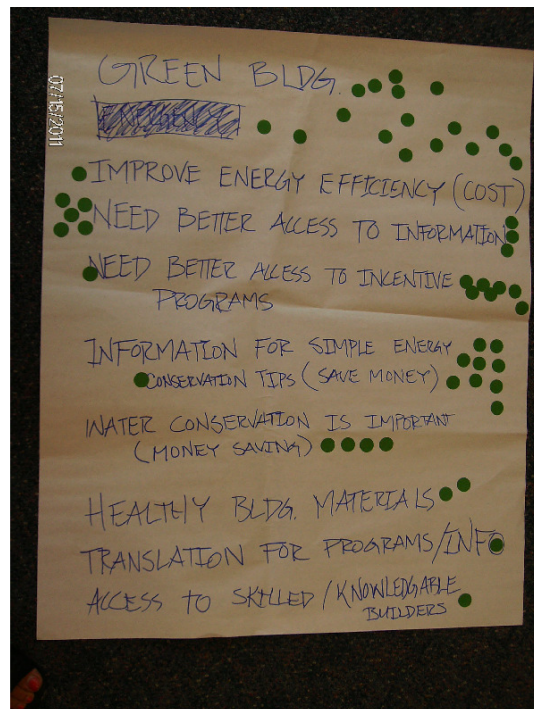 GREEN BLDG.
07/15/2011
IMPROVE ENERGY EFFICIENCY (COST)
NEED BETTER ACCESS TO INFORMATION
NEED BETTER ACCESS TO INCENTIVE
PROGRAMS
INFORMATION FOR SIMPLE ENERGY
CONSERVATION TIPS (SAVE MONEY)
WATER CONSERVATION IS IMPORTANT
(MONEY SAVING)
HEALTHY BLDG. MATERIALS
TRANSLATION FOR PROGRAMS/INFO
ACCESS TO SKILLED/KNOWLEDGABLE
BUILDERS